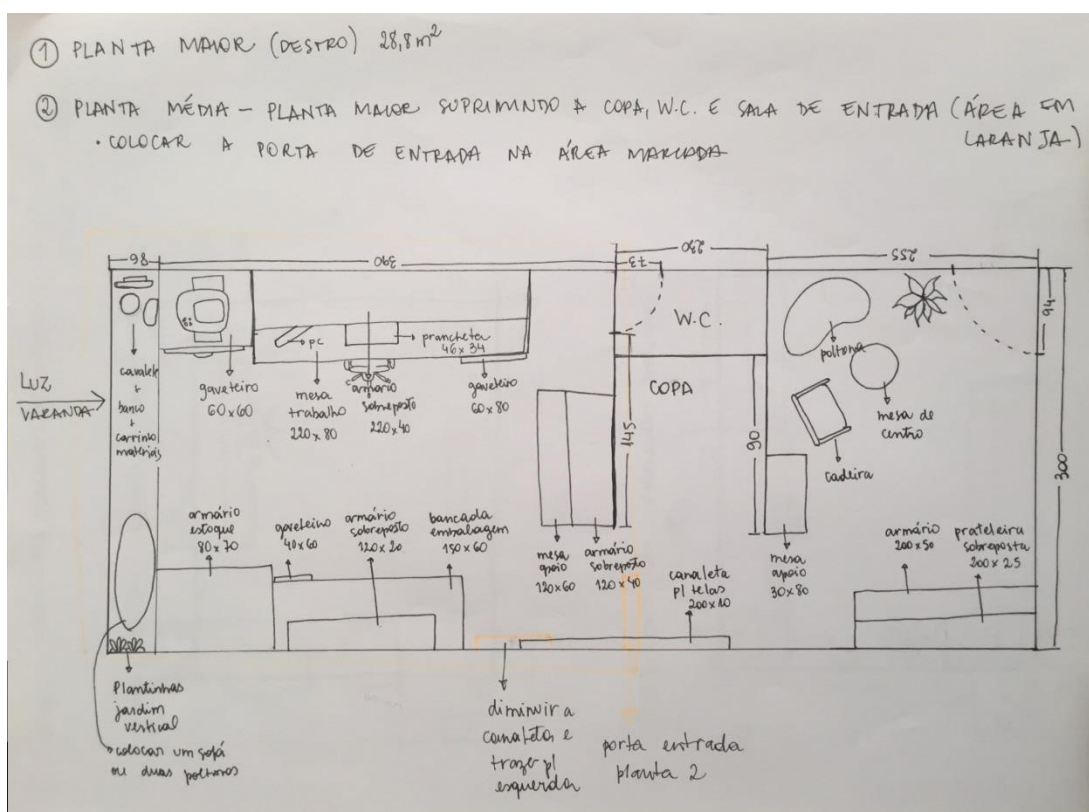 ① PLANTA MAIOR (DESTRO) 28,8m²
② PLANTA MÉDIA – PLANTA MAIOR SUPRIMINDO A COPA, W.C. E SALA DE ENTRADA (ÁREA EM LARANJA)
• COLOCAR A PORTA DE ENTRADA NA ÁREA MARCADA
98
390
73
230
255
94
300
145
90
LUZ
VARANDA
cavalete
+
banco
+
carrinho
materiais
gaveteiro
60x60
pc
mesa
trabalho
220x80
armário
sobreposto
220x40
prancheta
46x34
gaveteiro
60x80
W.C.
COPA
poltrona
mesa de
centro
cadeira
armário
estoque
80x70
gaveteiro
40x60
armário
sobreposto
120x20
bancada
embalagem
150x60
mesa
apoio
120x60
armário
sobreposto
120x40
canaleta
p/ telas
200x10
mesa
apoio
30x80
armário
200x50
prateleira
sobreposta
200x25
Plantinhas
jardim
vertical
colocar um sofá
ou duas poltronas
diminuir a
canaleta e
trazer p/
esquerda
porta entrada
planta 2